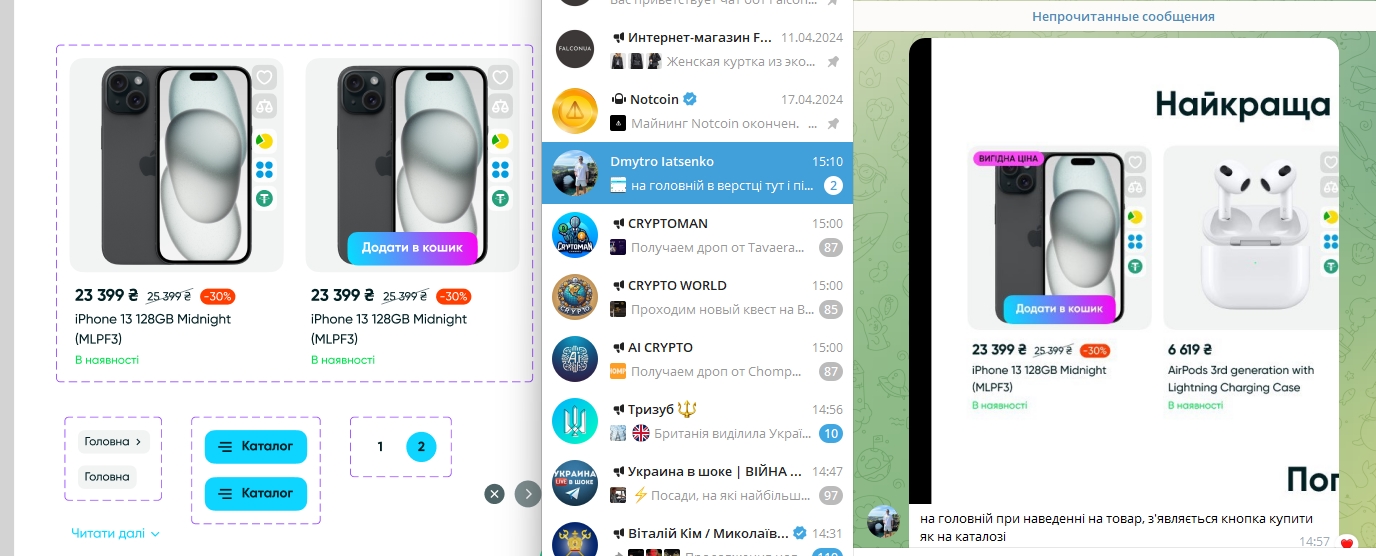 23 399 ₴ 25 399 ₴ -30%
iPhone 13 128GB Midnight
(MLPF3)
В наявності
Додати в кошик
23 399 ₴ 25 399 ₴ -30%
iPhone 13 128GB Midnight
(MLPF3)
В наявності
Головна >
Головна
Каталог
Каталог
1 2
Читати далі
Интернет-магазин F... 11.04.2024
FALCONUA
Женская куртка из эко...
Notcoin 17.04.2024
Майнинг Notcoin окончен. ...
Dmytro Iatsenko 15:10
на головній в верстці тут і пі... 2
CRYPTOMAN 15:00
Получаем дроп от Tavaera... 87
CRYPTO WORLD 15:00
Проходим новый квест на B... 85
AI CRYPTO 15:00
Получаем дроп от Chomp... 87
Тризуб 14:56
Британія виділила Украї... 10
Украина в шоке | ВІЙНА ... 14:47
Посади, на які найбільш... 97
Віталій Кім / Миколаїв... 14:31
Непрочитанные сообщения
Найкраща
ВИГІДНА ЦІНА
Додати в кошик
23 399 ₴ 25 399 ₴ -30%
iPhone 13 128GB Midnight
(MLPF3)
В наявності
6 619 ₴
AirPods 3rd generation with
Lightning Charging Case
В наявності
Поп
на головній при наведенні на товар, з'являється кнопка купити
як на каталозі
14:57